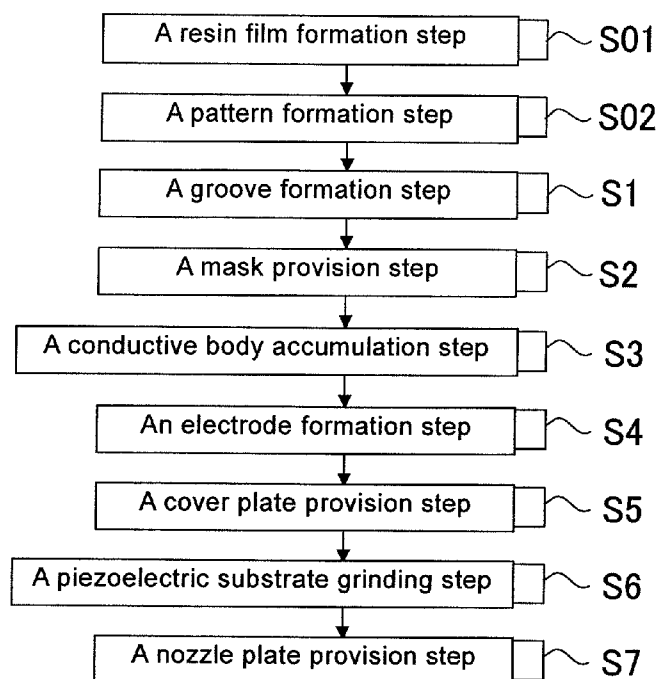 A resin film formation step S01
A pattern formation step S02
A groove formation step S1
A mask provision step S2
A conductive body accumulation step S3
An electrode formation step S4
A cover plate provision step S5
A piezoelectric substrate grinding step S6
A nozzle plate provision step S7